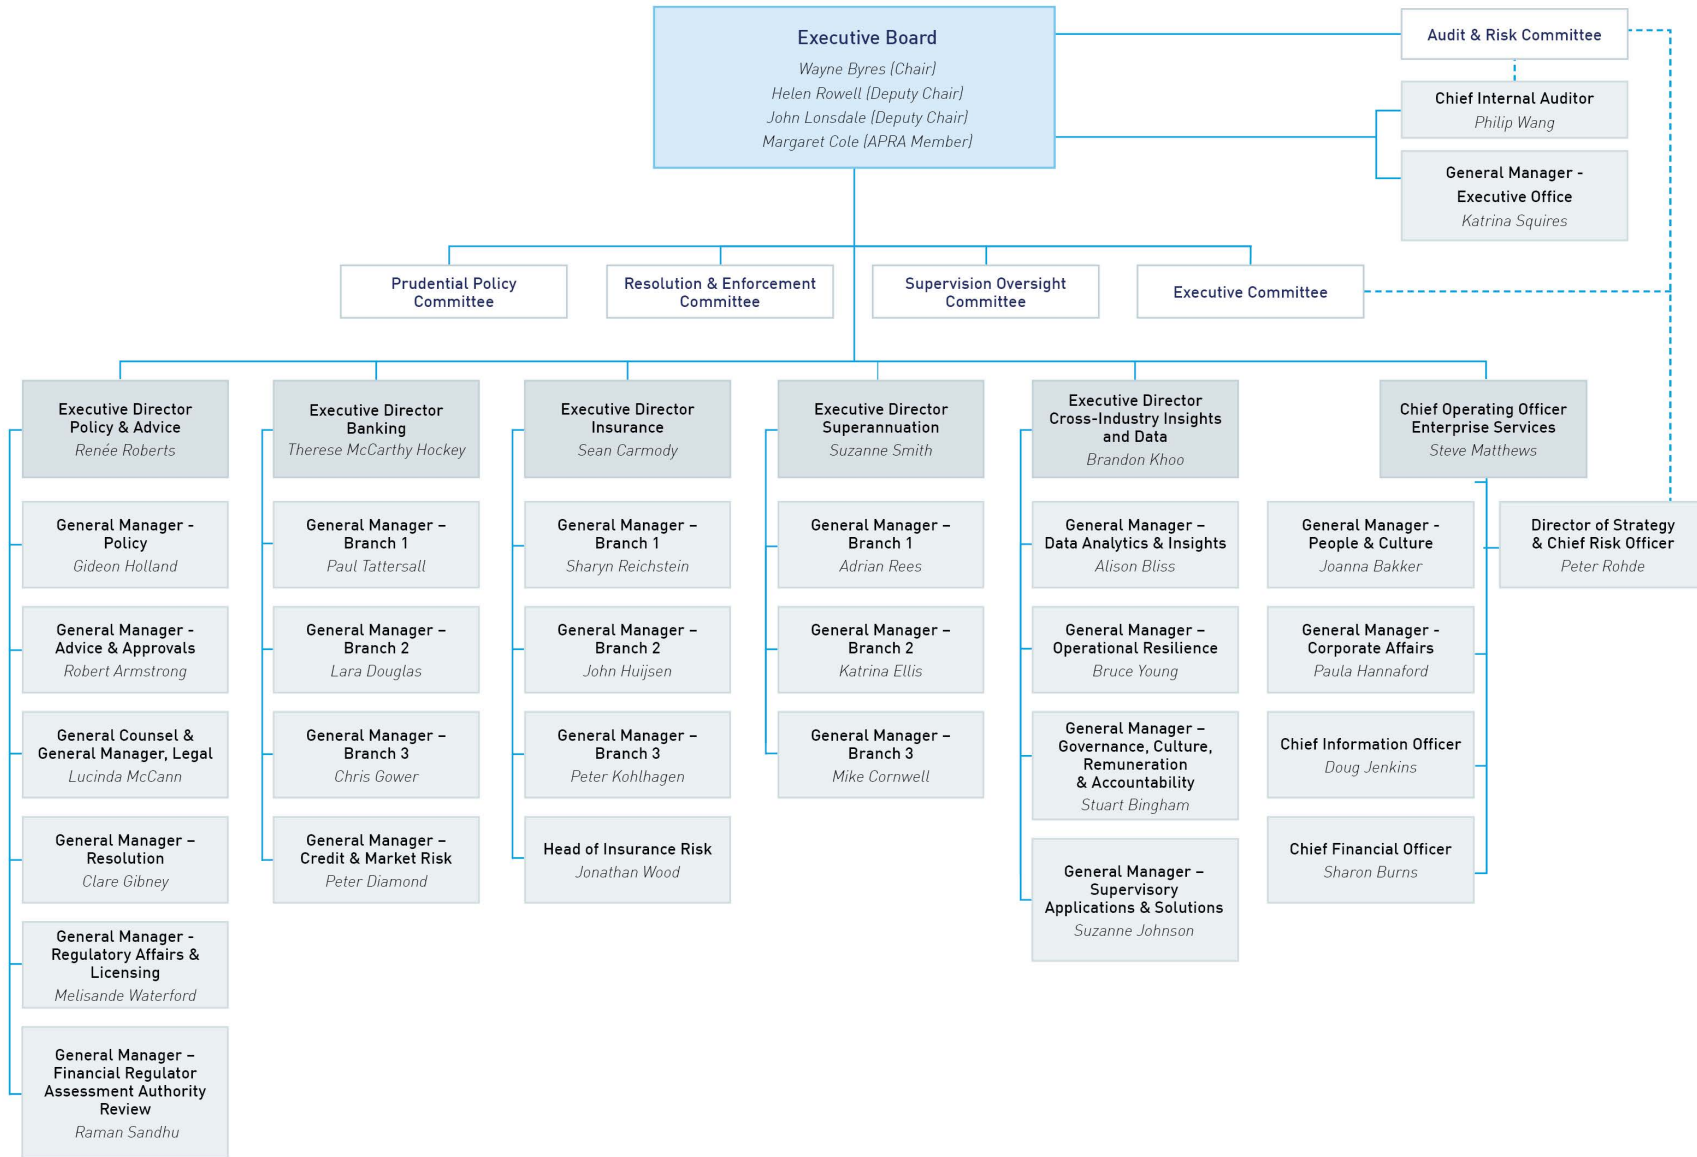 Executive Board
Wayne Byres (Chair)
Helen Rowell (Deputy Chair)
John Lonsdale (Deputy Chair)
Margaret Cole (APRA Member)
Audit & Risk Committee
Chief Internal Auditor
Philip Wang
General Manager -
Executive Office
Katrina Squires
Prudential Policy
Committee
Resolution & Enforcement
Committee
Supervision Oversight
Committee
Executive Committee
Executive Director
Policy & Advice
Renée Roberts
General Manager -
Policy
Gideon Holland
General Manager -
Advice & Approvals
Robert Armstrong
General Counsel &
General Manager, Legal
Lucinda McCann
General Manager –
Resolution
Clare Gibney
General Manager -
Regulatory Affairs &
Licensing
Melisande Waterford
General Manager –
Financial Regulator
Assessment Authority
Review
Raman Sandhu
Executive Director
Banking
Therese McCarthy Hockey
General Manager –
Branch 1
Paul Tattersall
General Manager –
Branch 2
Lara Douglas
General Manager –
Branch 3
Chris Gower
General Manager –
Credit & Market Risk
Peter Diamond
Executive Director
Insurance
Sean Carmody
General Manager –
Branch 1
Sharyn Reichstein
General Manager –
Branch 2
John Huijsen
General Manager –
Branch 3
Peter Kohlhagen
Head of Insurance Risk
Jonathan Wood
Executive Director
Superannuation
Suzanne Smith
General Manager –
Branch 1
Adrian Rees
General Manager –
Branch 2
Katrina Ellis
General Manager –
Branch 3
Mike Cornwell
Executive Director
Cross-Industry Insights
and Data
Brandon Khoo
General Manager –
Data Analytics & Insights
Alison Bliss
General Manager –
Operational Resilience
Bruce Young
General Manager –
Governance, Culture,
Remuneration
& Accountability
Stuart Bingham
General Manager –
Supervisory
Applications & Solutions
Suzanne Johnson
Chief Operating Officer
Enterprise Services
Steve Matthews
General Manager -
People & Culture
Joanna Bakker
General Manager -
Corporate Affairs
Paula Hannaford
Chief Information Officer
Doug Jenkins
Chief Financial Officer
Sharon Burns
Director of Strategy
& Chief Risk Officer
Peter Rohde